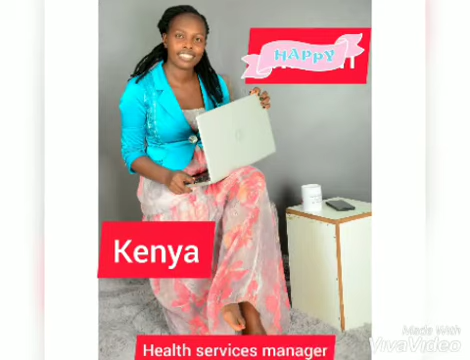 HAPPY
Kenya
Health services manager
Made With
VivaVideo